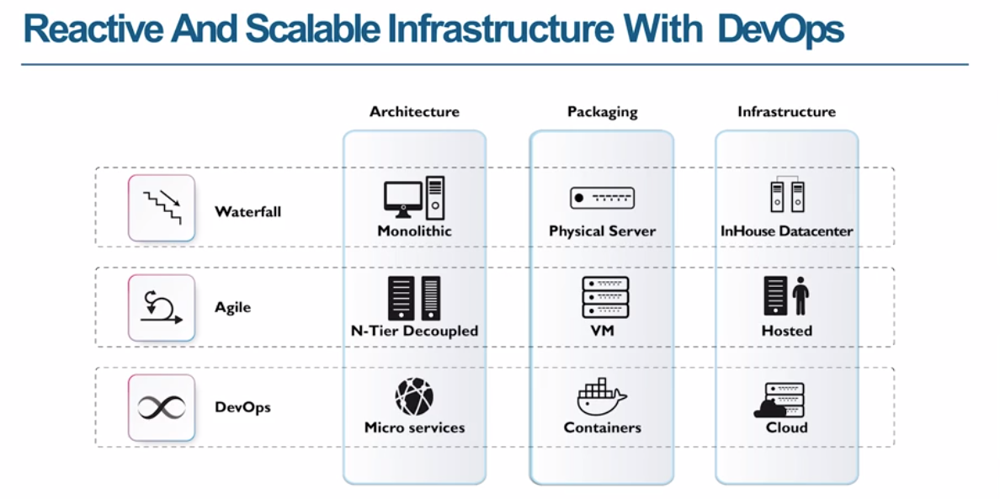 Reactive And Scalable Infrastructure With DevOps
Architecture Packaging Infrastructure
Waterfall Monolithic Physical Server InHouse Datacenter
Agile N-Tier Decoupled VM Hosted
DevOps Micro services Containers Cloud